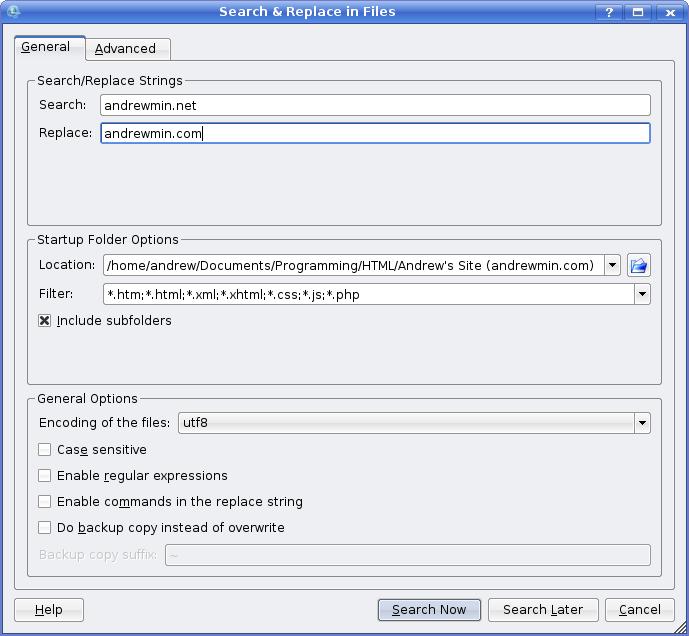 Search & Replace in Files
General Advanced
Search/Replace Strings
Search: andrewmin.net
Replace: andrewmin.com
Startup Folder Options
Location: /home/andrew/Documents/Programming/HTML/Andrew's Site (andrewmin.com)
Filter: *.htm;*.html;*.xml;*.xhtml;*.css;*.js;*.php
Include subfolders
General Options
Encoding of the files: utf8
Case sensitive
Enable regular expressions
Enable commands in the replace string
Do backup copy instead of overwrite
Backup copy suffix: ~
Help Search Now Search Later Cancel